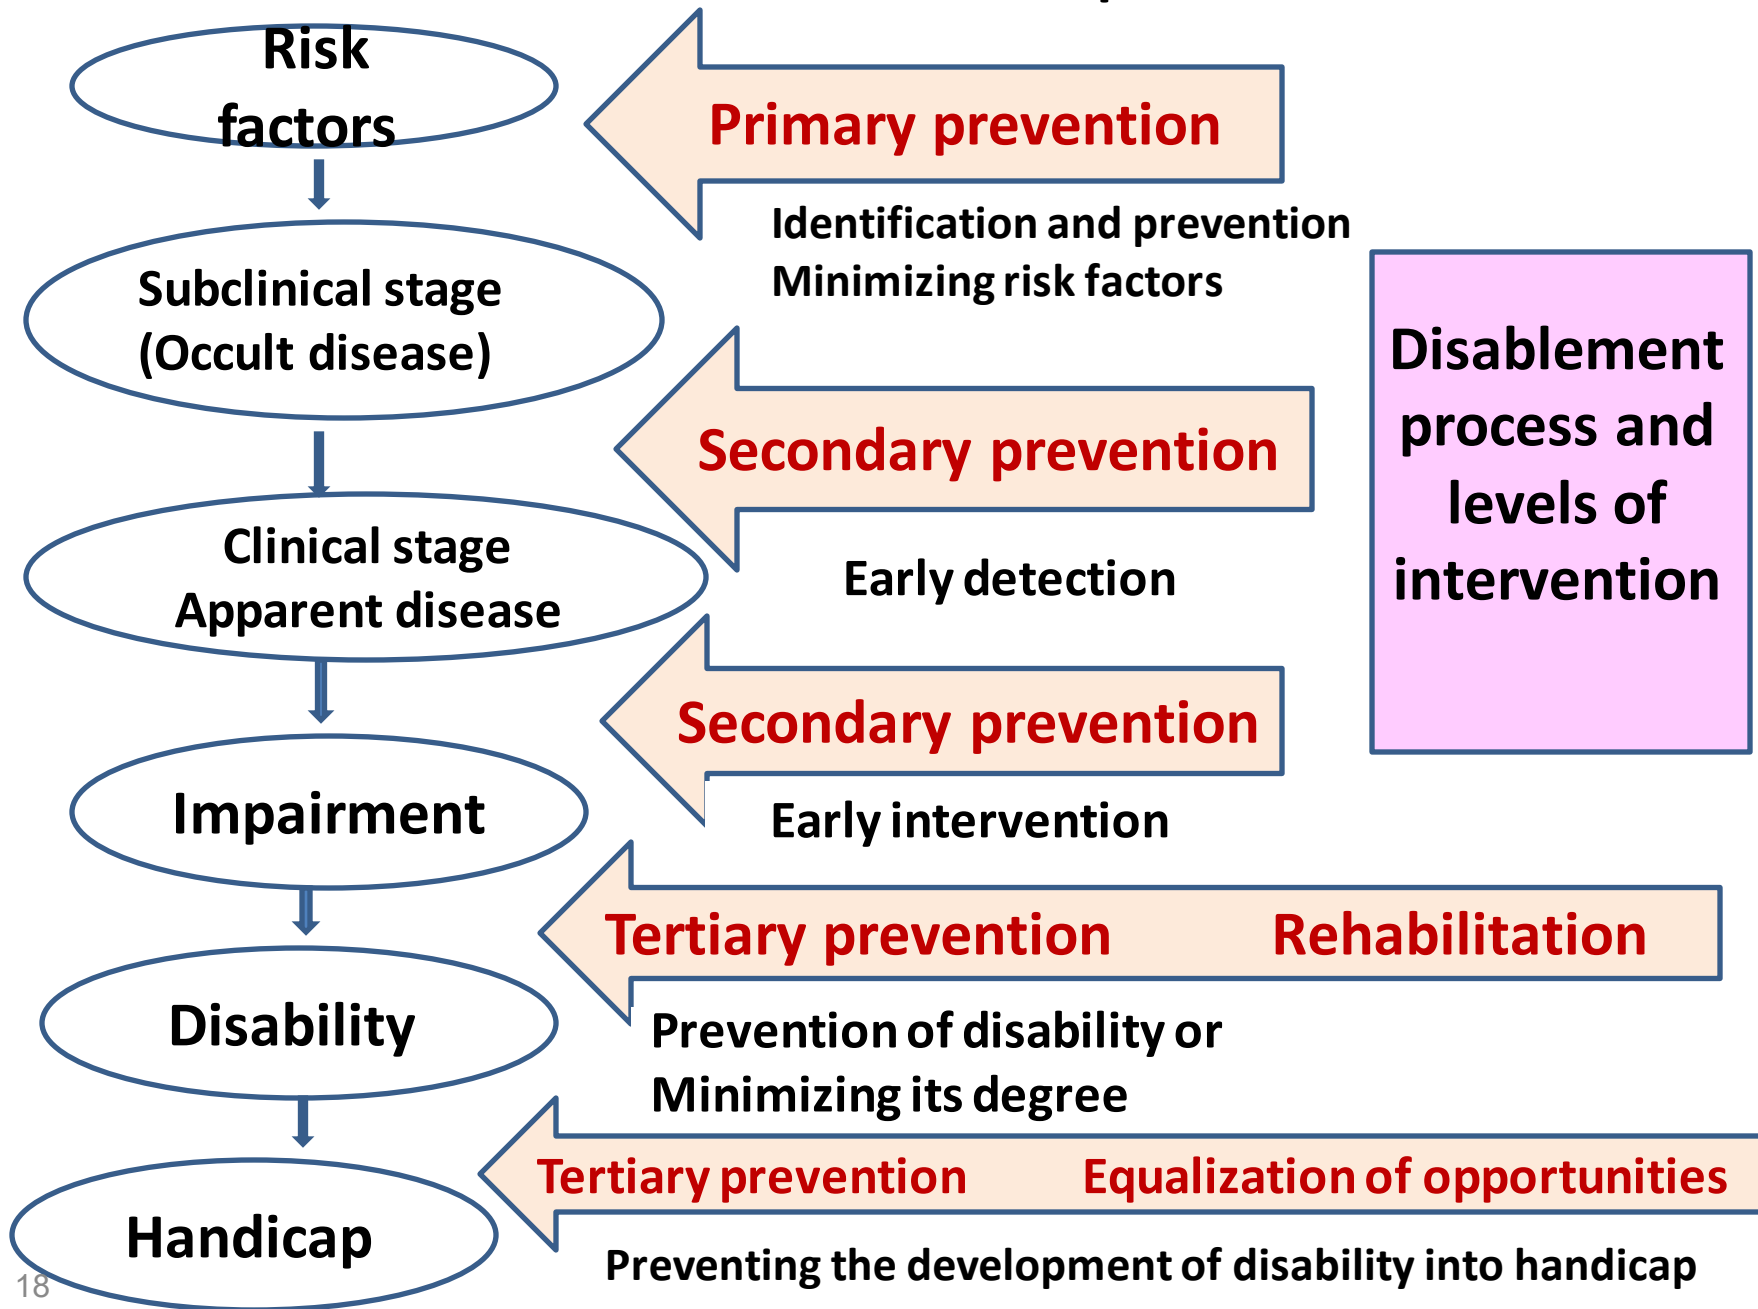 Risk
factors
Primary prevention
Identification and prevention
Minimizing risk factors
Subclinical stage
(Occult disease)
Disablement
process and
levels of
intervention
Secondary prevention
Clinical stage
Apparent disease
Early detection
Secondary prevention
Impairment
Early intervention
Tertiary prevention Rehabilitation
Disability
Prevention of disability or
Minimizing its degree
Tertiary prevention Equalization of opportunities
Handicap
Preventing the development of disability into handicap
18